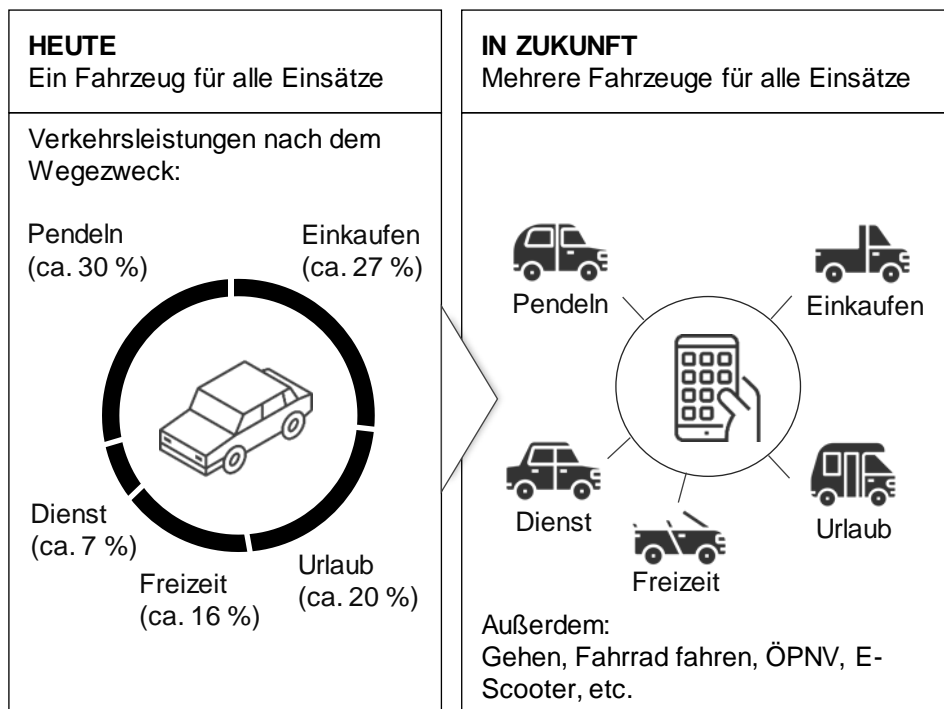 HEUTE
Ein Fahrzeug für alle Einsätze
Verkehrsleistungen nach dem
Wegezweck:
Pendeln
(ca. 30 %)
Einkaufen
(ca. 27 %)
Dienst
(ca. 7 %)
Freizeit
(ca. 16 %)
Urlaub
(ca. 20 %)
IN ZUKUNFT
Mehrere Fahrzeuge für alle Einsätze
Pendeln
Einkaufen
Dienst
Freizeit
Urlaub
Außerdem:
Gehen, Fahrrad fahren, ÖPNV, E-
Scooter, etc.